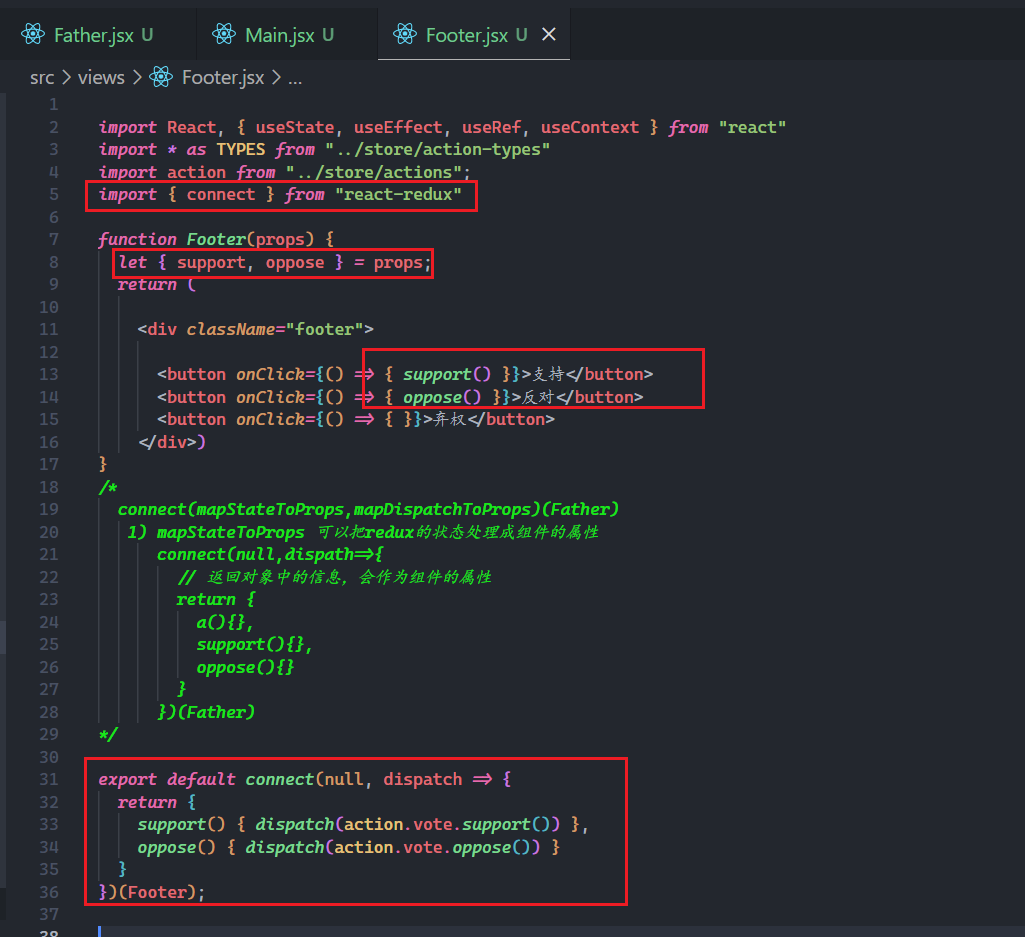 Father.jsx U Main.jsx U Footer.jsx U ×
src > views > Footer.jsx > ...
1
2 import React, { useState, useEffect, useRef, useContext } from "react"
3 import * as TYPES from "../store/action-types"
4 import action from "../store/actions";
5 import { connect } from "react-redux"
6
7 function Footer(props) {
8 let { support, oppose } = props;
9 return (
10
11 <div className="footer">
12
13 <button onClick={() => { support() }}>支持</button>
14 <button onClick={() => { oppose() }}>反对</button>
15 <button onClick={() => { }}>弃权</button>
16 </div>)
17 }
18 /*
19 connect(mapStateToProps,mapDispatchToProps)(Father)
20 1) mapStateToProps 可以把redux的状态处理成组件的属性
21 connect(null,dispath=>{
22 // 返回对象中的信息，会作为组件的属性
23 return {
24 a(){},
25 support(){},
26 oppose(){}
27 }
28 })(Father)
29 */
30
31 export default connect(null, dispatch => {
32 return {
33 support() { dispatch(action.vote.support()) },
34 oppose() { dispatch(action.vote.oppose()) }
35 }
36 })(Footer);
37
38